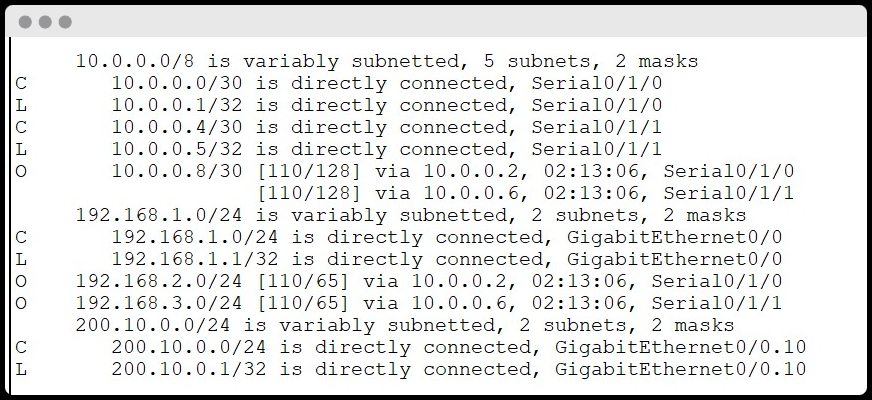 10.0.0.0/8 is variably subnetted, 5 subnets, 2 masks
C 10.0.0.0/30 is directly connected, Serial0/1/0
L 10.0.0.1/32 is directly connected, Serial0/1/0
C 10.0.0.4/30 is directly connected, Serial0/1/1
L 10.0.0.5/32 is directly connected, Serial0/1/1
O 10.0.0.8/30 [110/128] via 10.0.0.2, 02:13:06, Serial0/1/0
[110/128] via 10.0.0.6, 02:13:06, Serial0/1/1
192.168.1.0/24 is variably subnetted, 2 subnets, 2 masks
C 192.168.1.0/24 is directly connected, GigabitEthernet0/0
L 192.168.1.1/32 is directly connected, GigabitEthernet0/0
O 192.168.2.0/24 [110/65] via 10.0.0.2, 02:13:06, Serial0/1/0
O 192.168.3.0/24 [110/65] via 10.0.0.6, 02:13:06, Serial0/1/1
200.10.0.0/24 is variably subnetted, 2 subnets, 2 masks
C 200.10.0.0/24 is directly connected, GigabitEthernet0/0.10
L 200.10.0.1/32 is directly connected, GigabitEthernet0/0.10